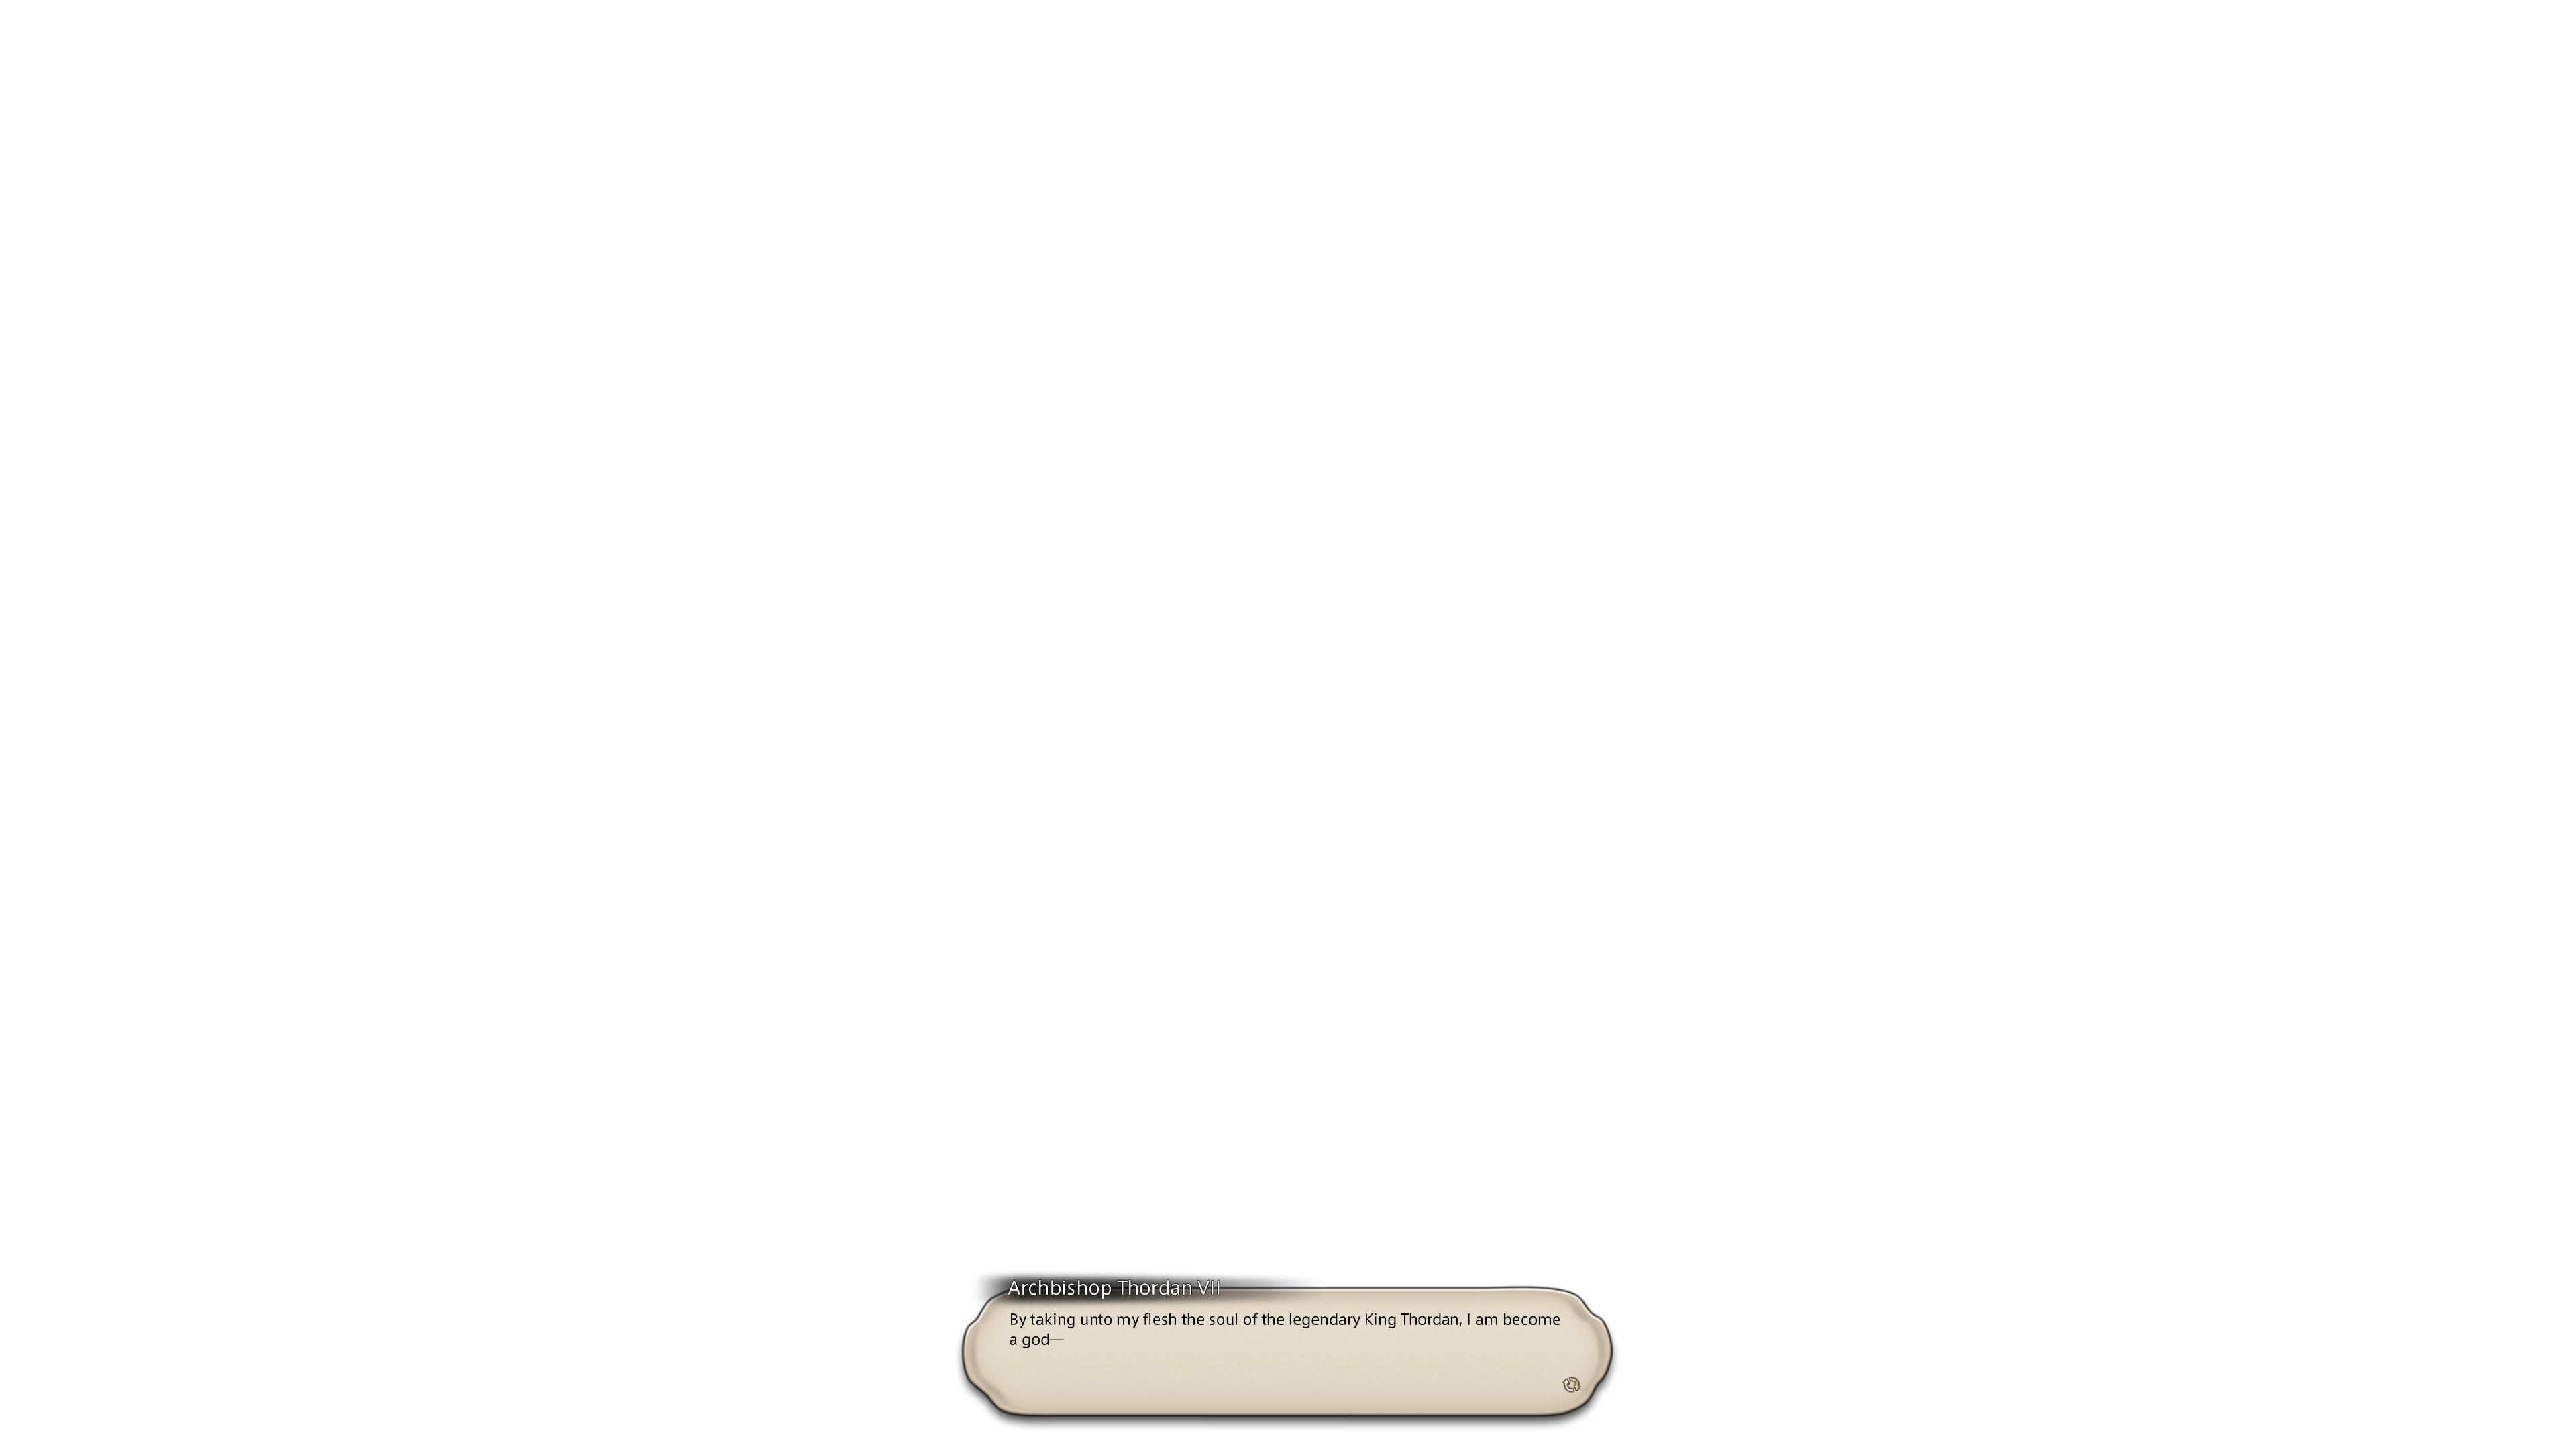 Archbishop Thordan VII
By taking unto my flesh the soul of the legendary King Thordan, I am become
a god—